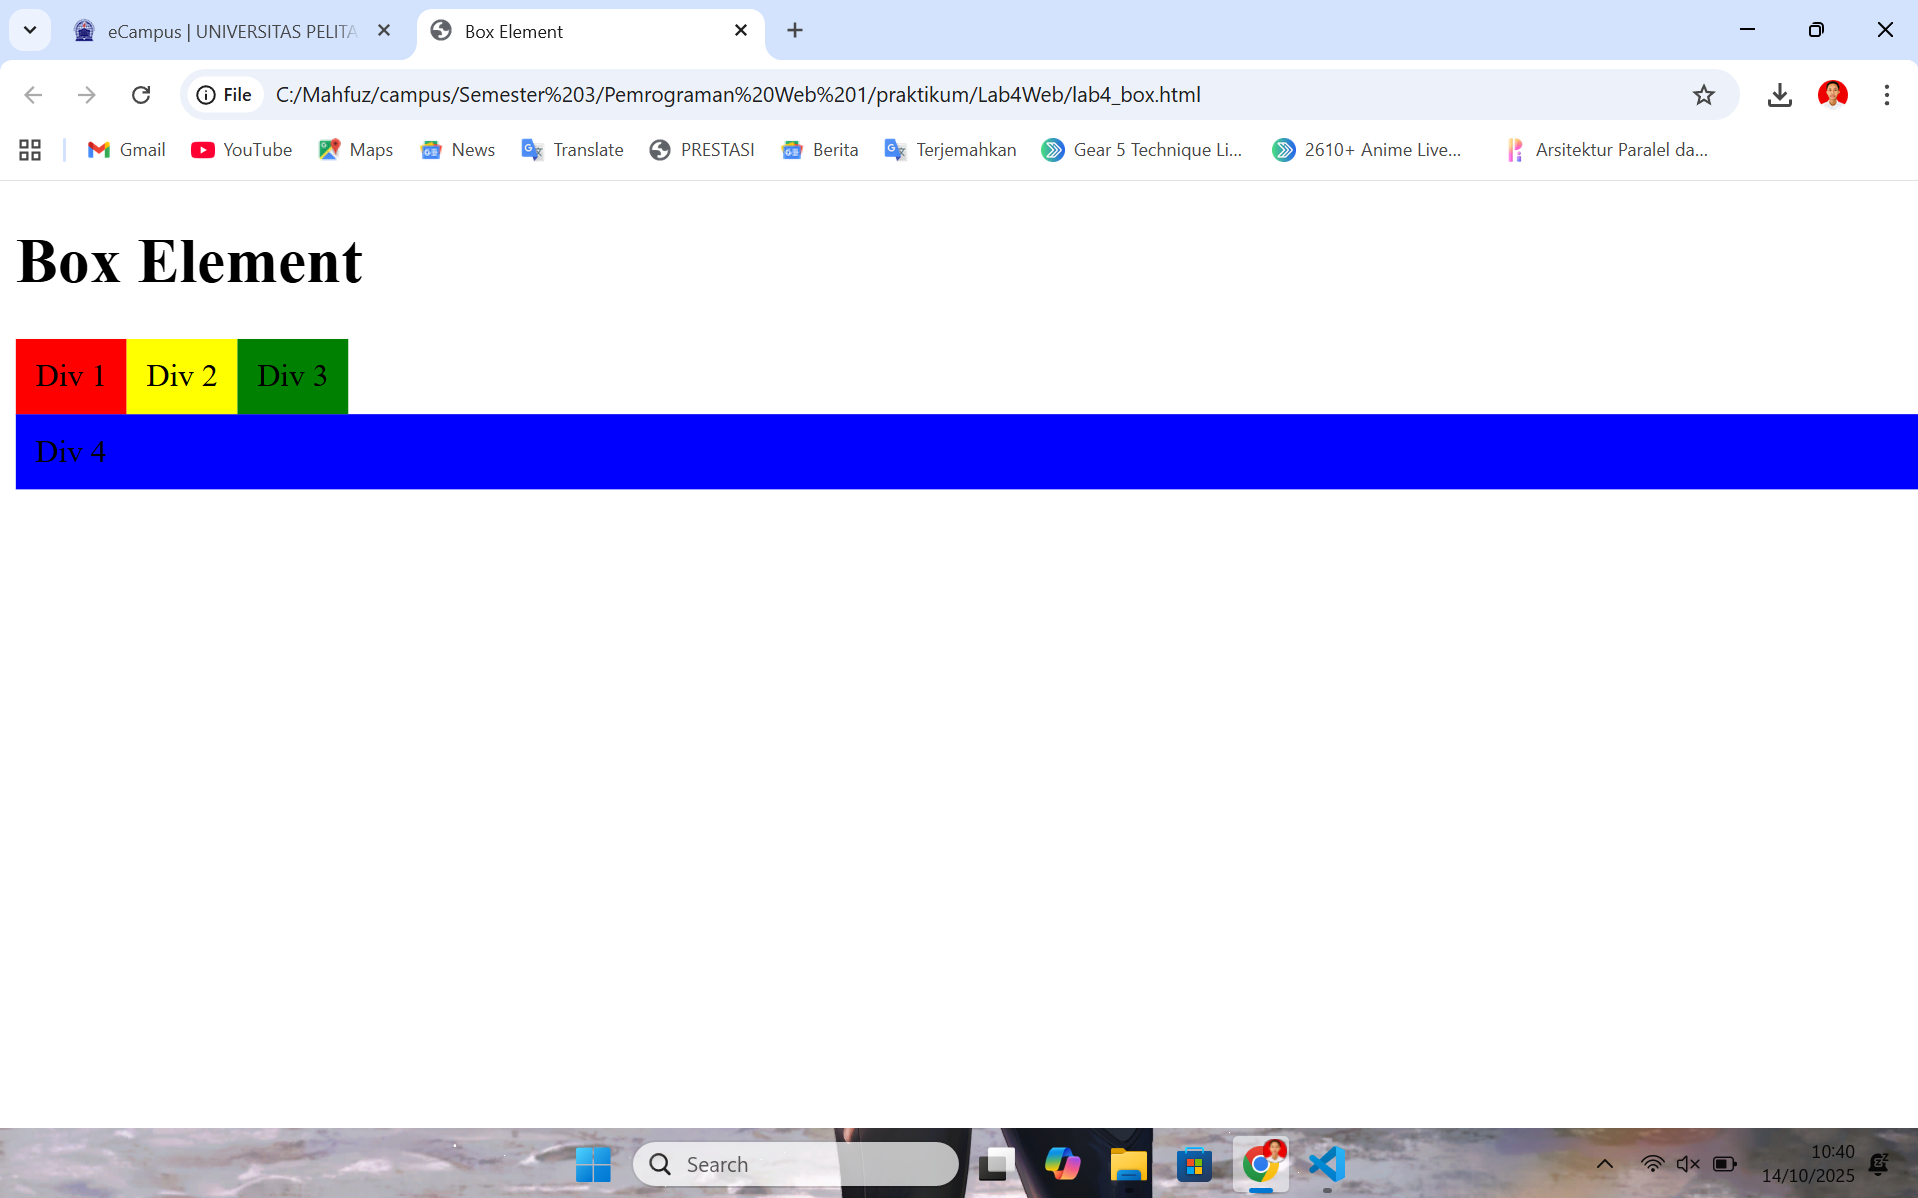 eCampus | UNIVERSITAS PELITA
Box Element
File
C:/Mahfuz/campus/Semester%203/Pemrograman%20Web%201/praktikum/Lab4Web/lab4_box.html
Gmail
YouTube
Maps
News
Translate
PRESTASI
Berita
Terjemahkan
Gear 5 Technique Li...
2610+ Anime Live...
Arsitektur Paralel da...
Box Element
Div 1
Div 2
Div 3
Div 4
Search
10:40
14/10/2025